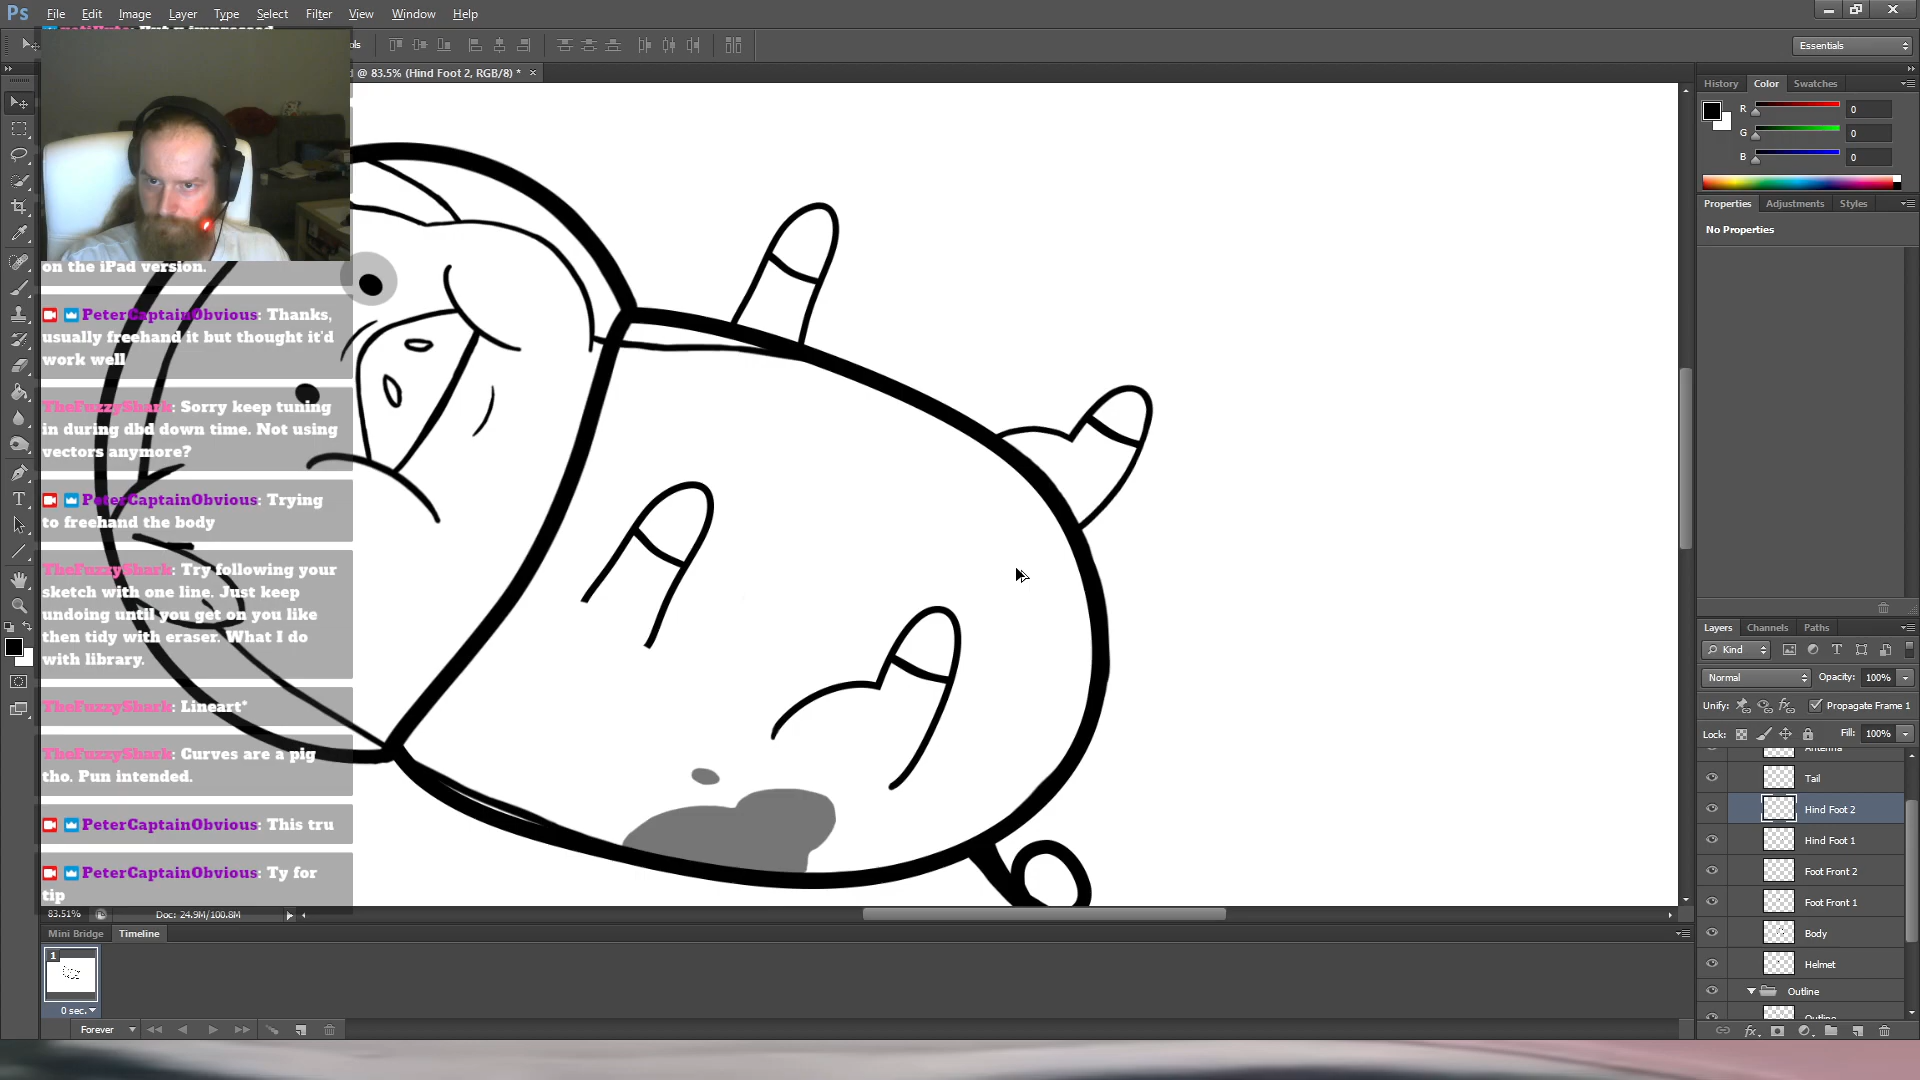 Ps File Edit Image Layer Type Select Filter View Window Help
Essentials
@ 83.5% (Hind Foot 2, RGB/8) * ×
on the iPad version.
PeterCaptainObvious: Thanks,
usually freehand it but thought it'd
work well
TheFuzzyShark: Sorry keep tuning
in during dbd down time. Not using
vectors anymore?
PeterCaptainObvious: Trying
to freehand the body
TheFuzzyShark: Try following your
sketch with one line. Just keep
undoing until you get on you like
then tidy with eraser. What I do
with library.
TheFuzzyShark: Lineart*
TheFuzzyShark: Curves are a pig
tho. Pun intended.
PeterCaptainObvious: This tru
PeterCaptainObvious: Ty for
tip
83.51% Doc: 24.9M/100.8M
Mini Bridge Timeline
1
0 sec.
Forever
History Color Swatches
R 0
G 0
B 0
Properties Adjustments Styles
No Properties
Layers Channels Paths
Kind
Normal Opacity: 100%
Unify: Propagate Frame 1
Lock: Fill: 100%
Antenna
Tail
Hind Foot 2
Hind Foot 1
Foot Front 2
Foot Front 1
Body
Helmet
Outline
Outline